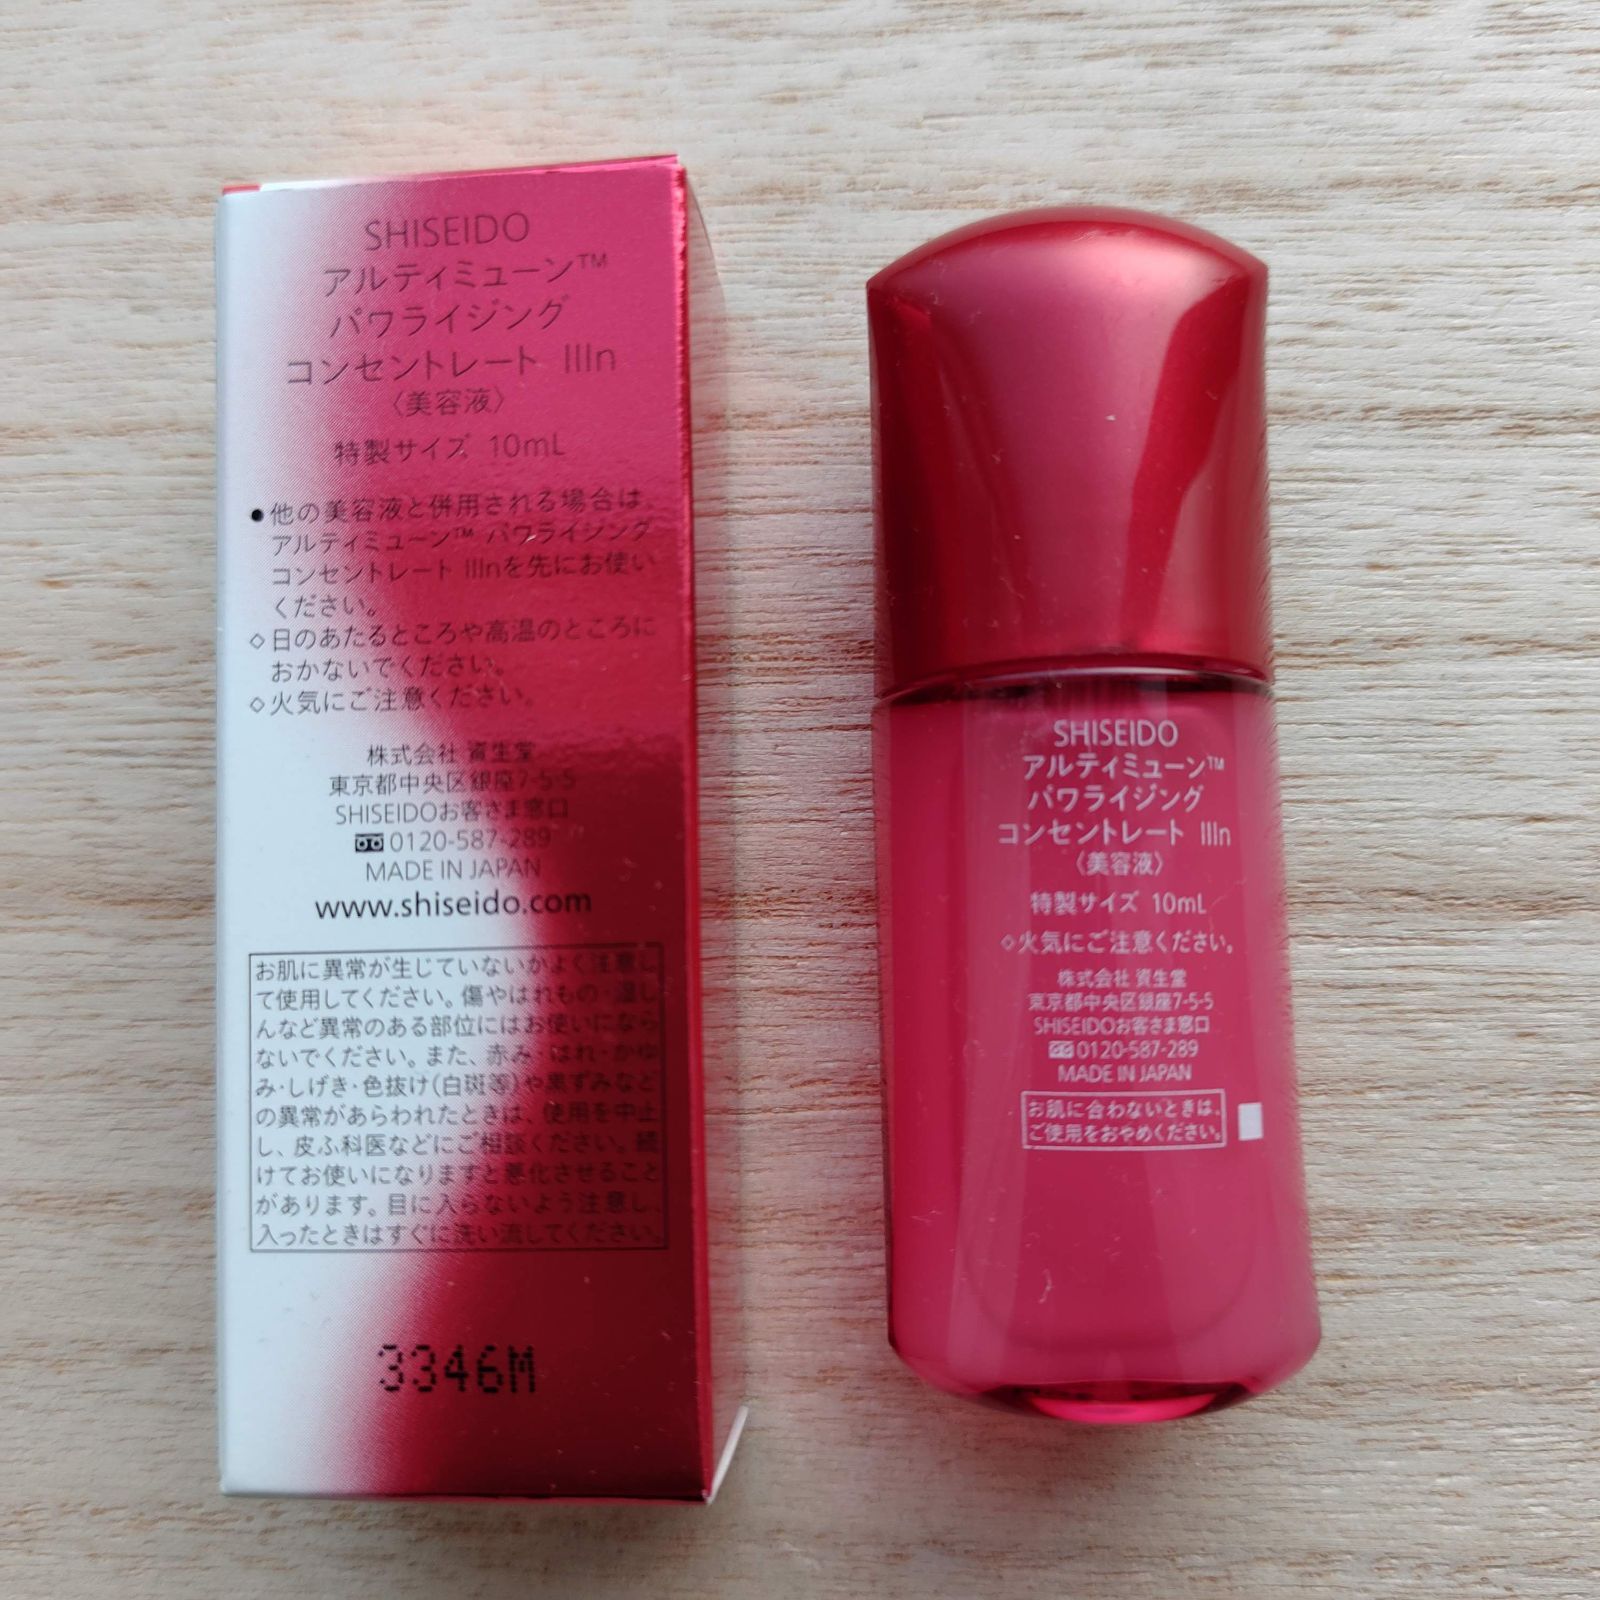 SHISEIDO
アルティミューン™
パワライジング
コンセントレート IIIn
〈美容液〉
特製サイズ 10mL
●他の美容液と併用される場合は、
アルティミューン™ パワライジング
コンセントレート IIInを先にお使い
ください。
◇日のあたるところや高温のところに
おかないでください。
◇火気にご注意ください。
株式会社 資生堂
東京都中央区銀座7-5-5
SHISEIDOお客さま窓口
0120-587-289
MADE IN JAPAN
www.shiseido.com
お肌に異常が生じていないかよく注意し
て使用してください。傷やはれもの・湿し
んなど異常のある部位にはお使いになら
ないでください。また、赤み・はれ・かゆ
み・しげき・色抜け(白斑等)や黒ずみなど
の異常があらわれたときは、使用を中止
し、皮ふ科医などにご相談ください。続
けてお使いになりますと悪化させること
があります。目に入らないよう注意し、
入ったときはすぐに洗い流してください。
3346M
SHISEIDO
アルティミューン™
パワライジング
コンセントレート IIIn
〈美容液〉
特製サイズ 10mL
◇火気にご注意ください。
株式会社 資生堂
東京都中央区銀座7-5-5
SHISEIDOお客さま窓口
0120-587-289
MADE IN JAPAN
お肌に合わないときは、
ご使用をおやめください。